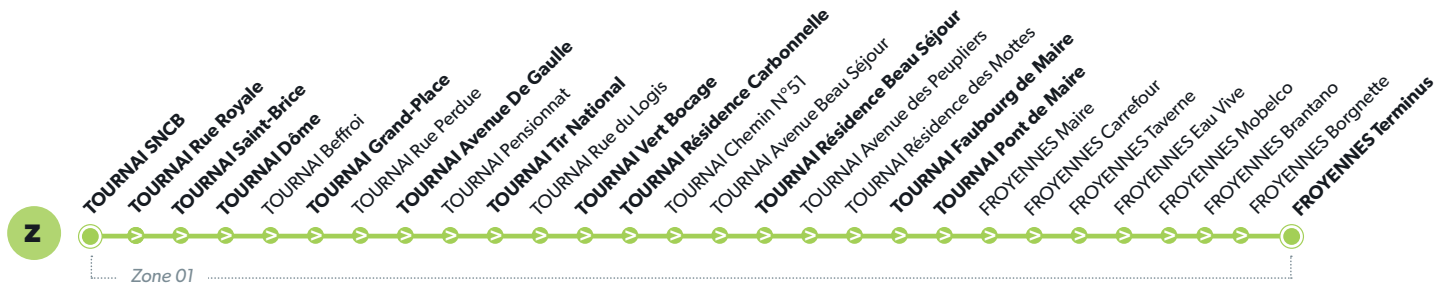 TOURNAI SNCB
TOURNAI Rue Royale
TOURNAI Saint-Brice
TOURNAI Dôme
TOURNAI Beffroi
TOURNAI Grand-Place
TOURNAI Rue Perdue
TOURNAI Avenue De Gaulle
TOURNAI Pensionnat
TOURNAI Tir National
TOURNAI Rue du Logis
TOURNAI Vert Bocage
TOURNAI Résidence Carbonnelle
TOURNAI Chemin N°51
TOURNAI Avenue Beau Séjour
TOURNAI Résidence Beau Séjour
TOURNAI Avenue des Peupliers
TOURNAI Résidence des Mottes
TOURNAI Faubourg de Maire
TOURNAI Pont de Maire
FROYENNES Maire
FROYENNES Carrefour
FROYENNES Taverne
FROYENNES Eau Vive
FROYENNES Mobelco
FROYENNES Brantano
FROYENNES Borgnette
FROYENNES Terminus
Z
Zone 01